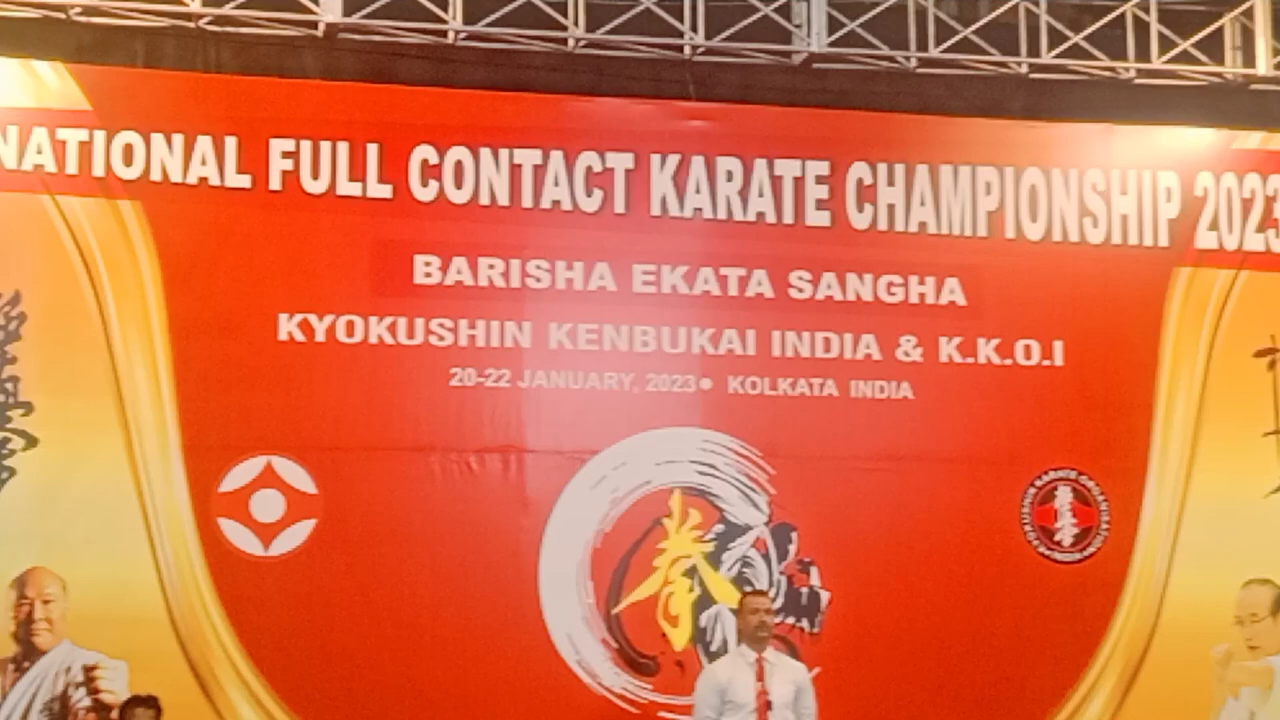 NATIONAL FULL CONTACT KARATE CHAMPIONSHIP 2023
BARISHA EKATA SANGHA
KYOKUSHIN KENBUKAI INDIA & K.K.O.I
20-22 JANUARY, 2023● KOLKATA INDIA
拳